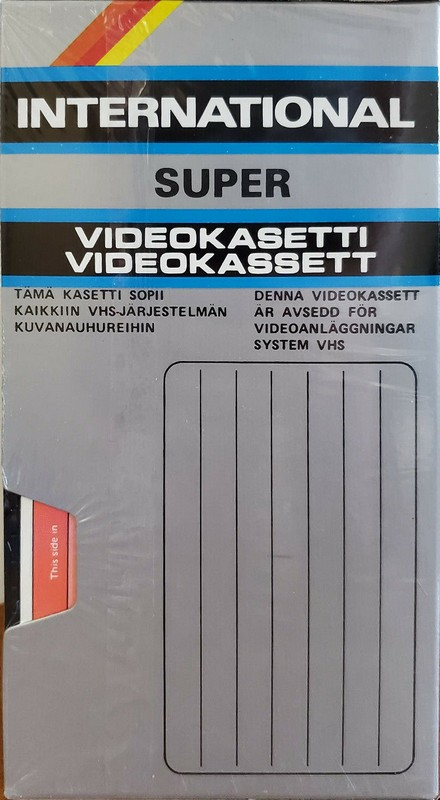 INTERNATIONAL
SUPER
VIDEOKASETTI
VIDEOKASSETT
TÄMÄ KASETTI SOPII
KAIKKIIN VHS-JÄRJESTELMÄN
KUVANAUHUREIHIN
DENNA VIDEOKASSETT
ÄR AVSEDD FÖR
VIDEOANLÄGGNINGAR
SYSTEM VHS
This side in